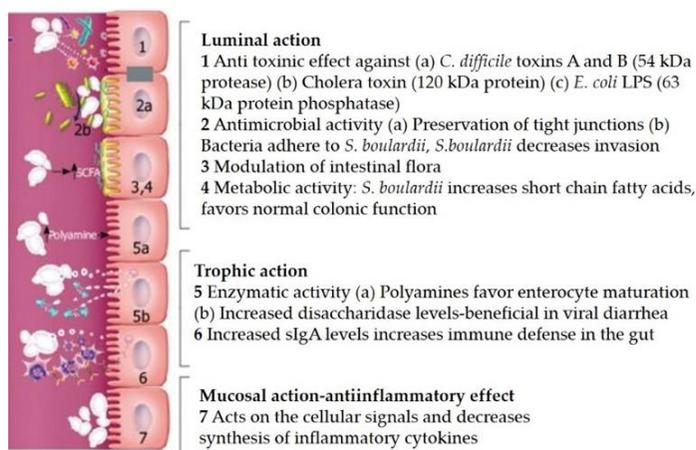 1
2a
2b
SCFA
3,4
Polyamine
5a
5b
6
7
Luminal action
1 Anti toxinic effect against (a) C. difficile toxins A and B (54 kDa
protease) (b) Cholera toxin (120 kDa protein) (c) E. coli LPS (63
kDa protein phosphatase)
2 Antimicrobial activity (a) Preservation of tight junctions (b)
Bacteria adhere to S. boulardii, S.boulardii decreases invasion
3 Modulation of intestinal flora
4 Metabolic activity: S. boulardii increases short chain fatty acids,
favors normal colonic function
Trophic action
5 Enzymatic activity (a) Polyamines favor enterocyte maturation
(b) Increased disaccharidase levels-beneficial in viral diarrhea
6 Increased sIgA levels increases immune defense in the gut
Mucosal action-antiinflammatory effect
7 Acts on the cellular signals and decreases
synthesis of inflammatory cytokines